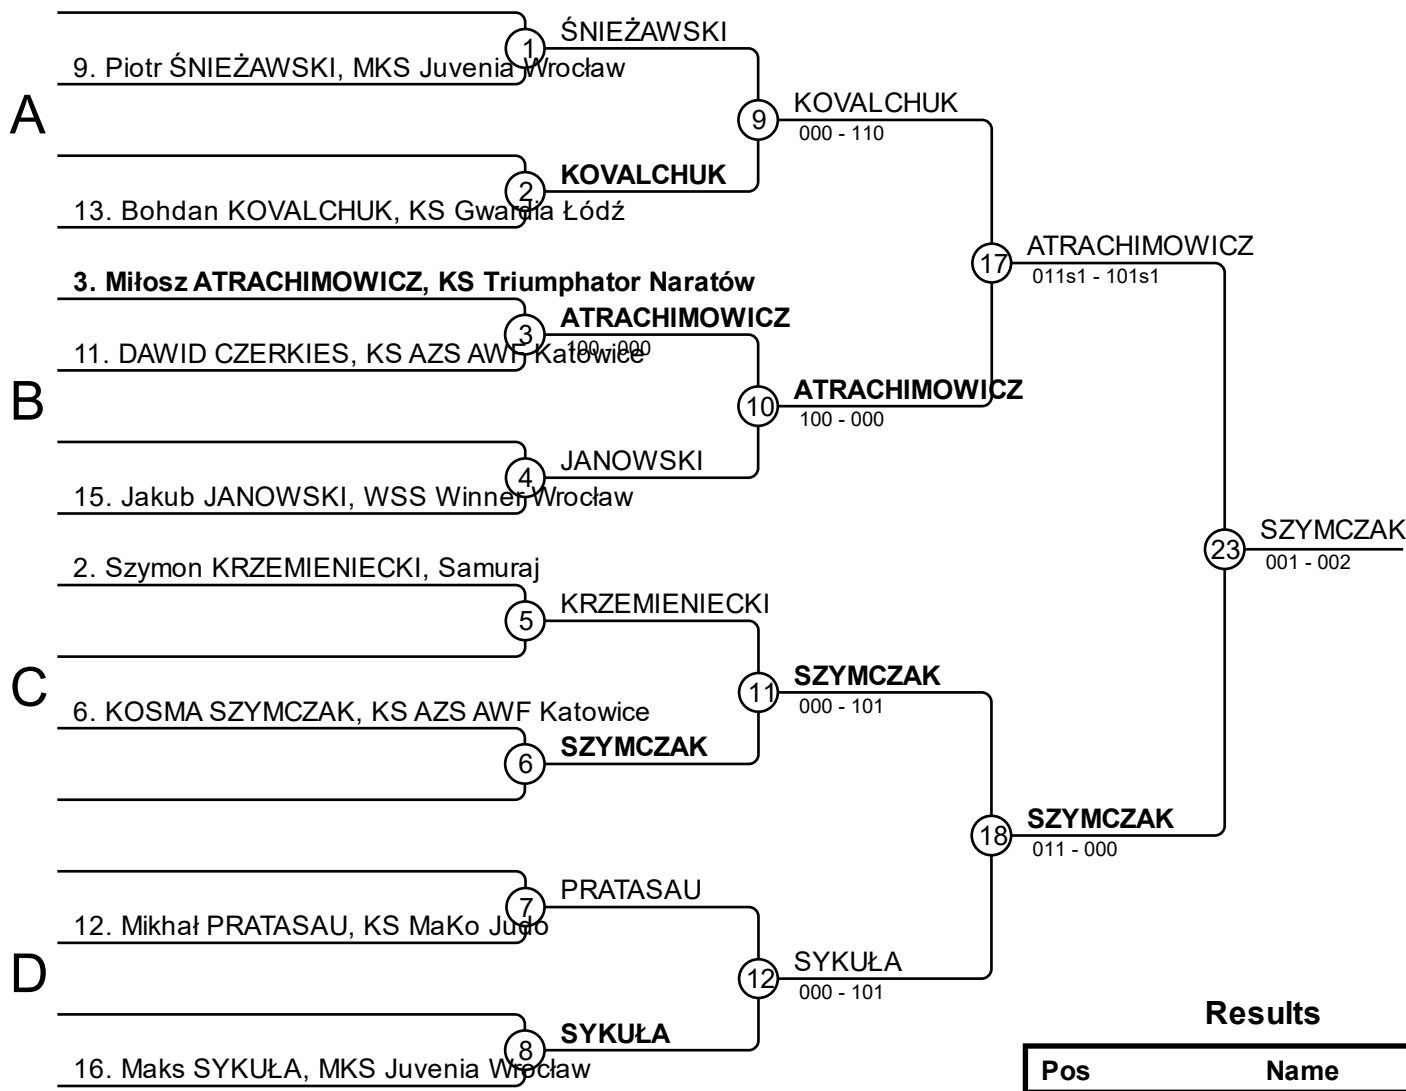 1
ŚNIEŻAWSKI
9. Piotr ŚNIEŻAWSKI, MKS Juvenia Wrocław
A
9
KOVALCHUK
000 - 110
2
KOVALCHUK
13. Bohdan KOVALCHUK, KS Gwardia Łódź
17
ATRACHIMOWICZ
011s1 - 101s1
3. Miłosz ATRACHIMOWICZ, KS Triumphator Naratów
3
ATRACHIMOWICZ
100 - 000
11. DAWID CZERKIES, KS AZS AWF Katowice
B
10
ATRACHIMOWICZ
100 - 000
4
JANOWSKI
15. Jakub JANOWSKI, WSS Winner Wrocław
23
SZYMCZAK
001 - 002
2. Szymon KRZEMIENIECKI, Samuraj
5
KRZEMIENIECKI
C
11
SZYMCZAK
000 - 101
6. KOSMA SZYMCZAK, KS AZS AWF Katowice
6
SZYMCZAK
18
SZYMCZAK
011 - 000
7
PRATASAU
12. Mikhał PRATASAU, KS MaKo Judo
D
12
SYKUŁA
000 - 101
8
SYKUŁA
16. Maks SYKUŁA, MKS Juvenia Wrocław
Results
Pos Name